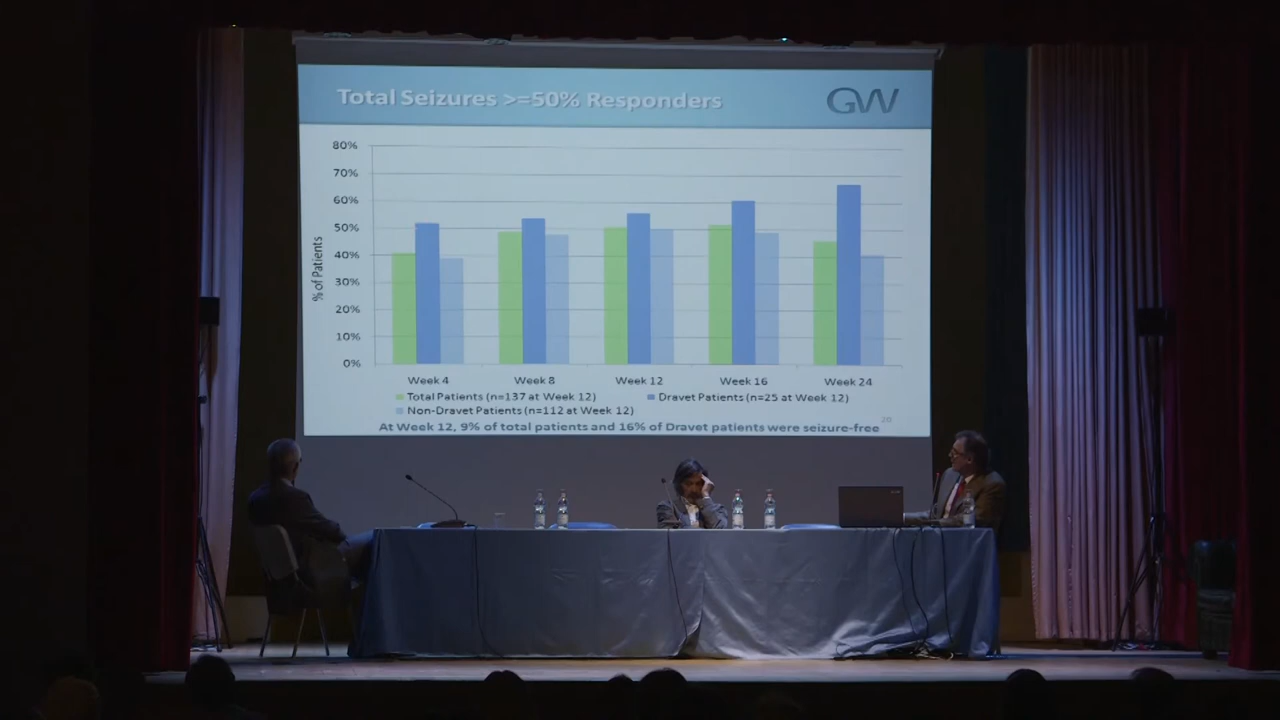 Total Seizures >=50% Responders
GW
80%
70%
60%
50%
40%
30%
20%
10%
0%
% of Patients
Week 4 Week 8 Week 12 Week 16 Week 24
Total Patients (n=137 at Week 12) Dravet Patients (n=25 at Week 12)
Non-Dravet Patients (n=112 at Week 12)
20
At Week 12, 9% of total patients and 16% of Dravet patients were seizure-free